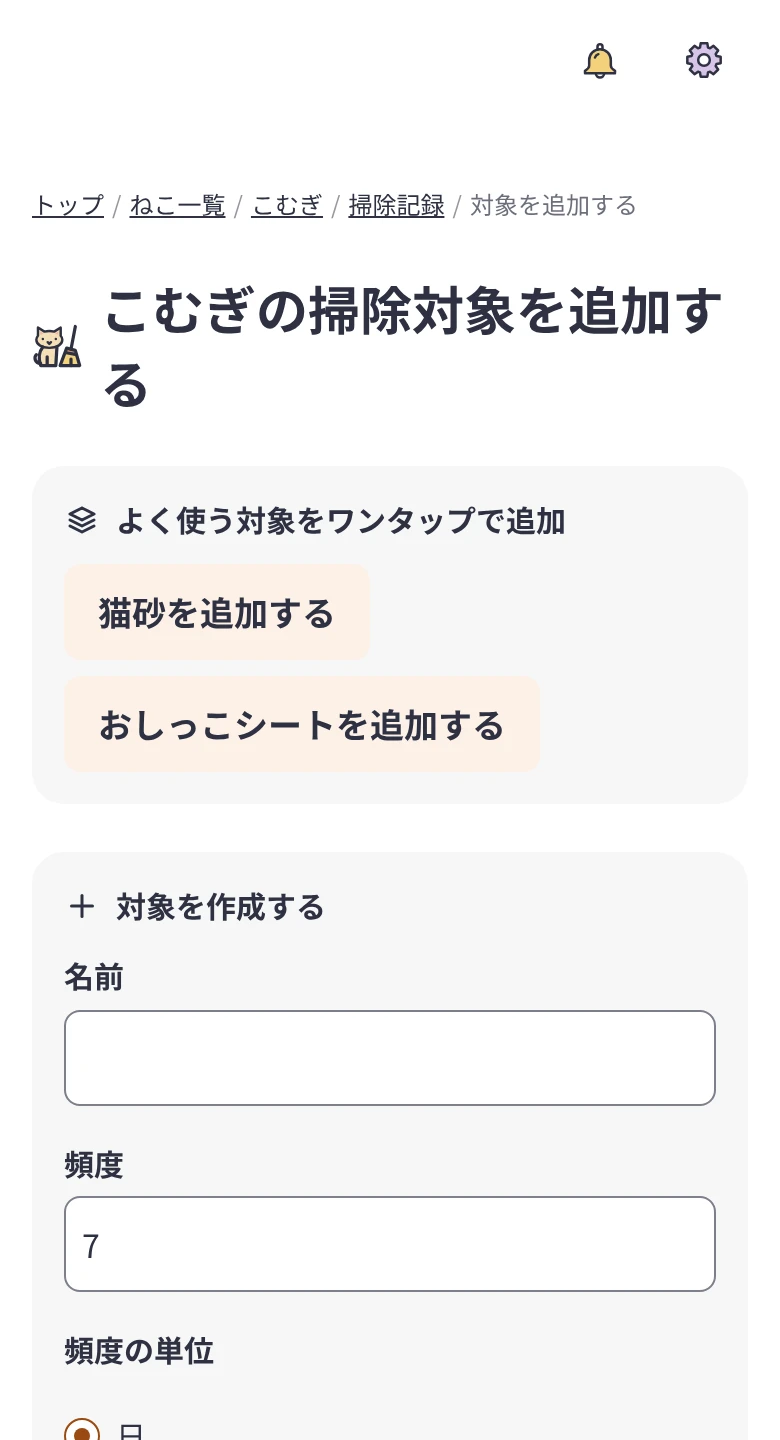 トップ / ねこ一覧 / こむぎ / 掃除記録 / 対象を追加する
こむぎの掃除対象を追加す
る
よく使う対象をワンタップで追加
猫砂を追加する
おしっこシートを追加する
対象を作成する
名前
頻度
7
頻度の単位
日